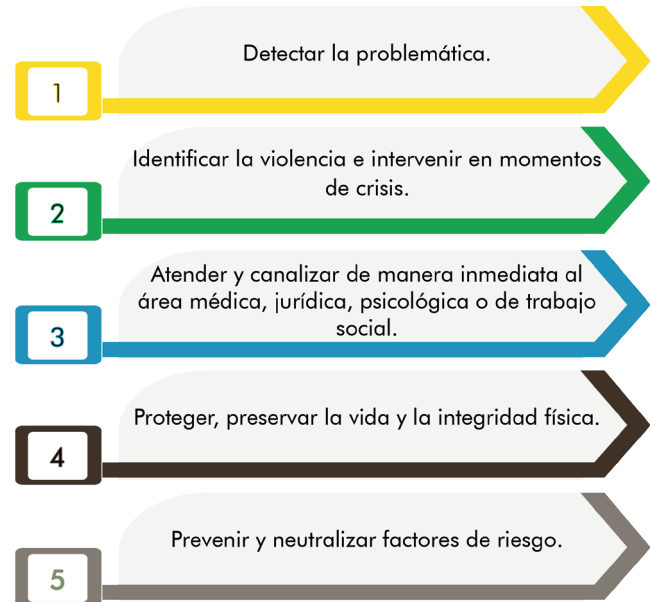 1
Detectar la problemática.
2
Identificar la violencia e intervenir en momentos
de crisis.
3
Atender y canalizar de manera inmediata al
área médica, jurídica, psicológica o de trabajo
social.
4
Proteger, preservar la vida y la integridad física.
5
Prevenir y neutralizar factores de riesgo.